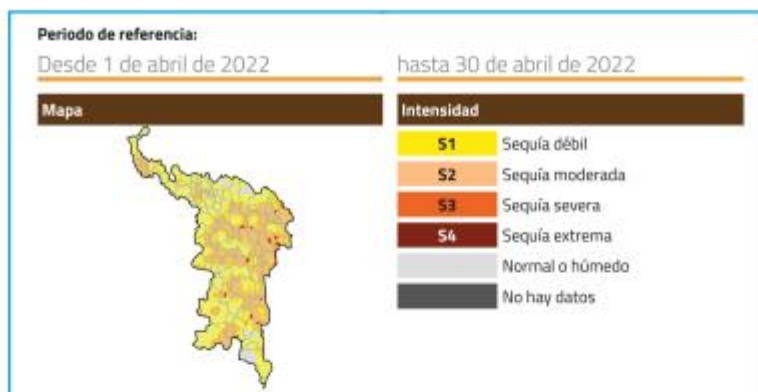 Periodo de referencia:
Desde 1 de abril de 2022
hasta 30 de abril de 2022
Mapa
Intensidad
S1 Sequía débil
S2 Sequía moderada
S3 Sequía severa
S4 Sequía extrema
Normal o húmedo
No hay datos